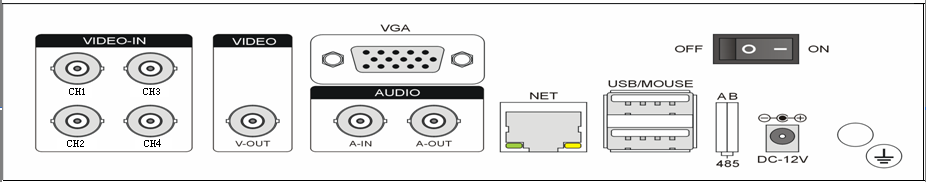 VIDEO-IN
CH1
CH3
CH2
CH4
VIDEO
V-OUT
VGA
AUDIO
A-IN
A-OUT
NET
USB/MOUSE
OFF
ON
A B
485
DC-12V